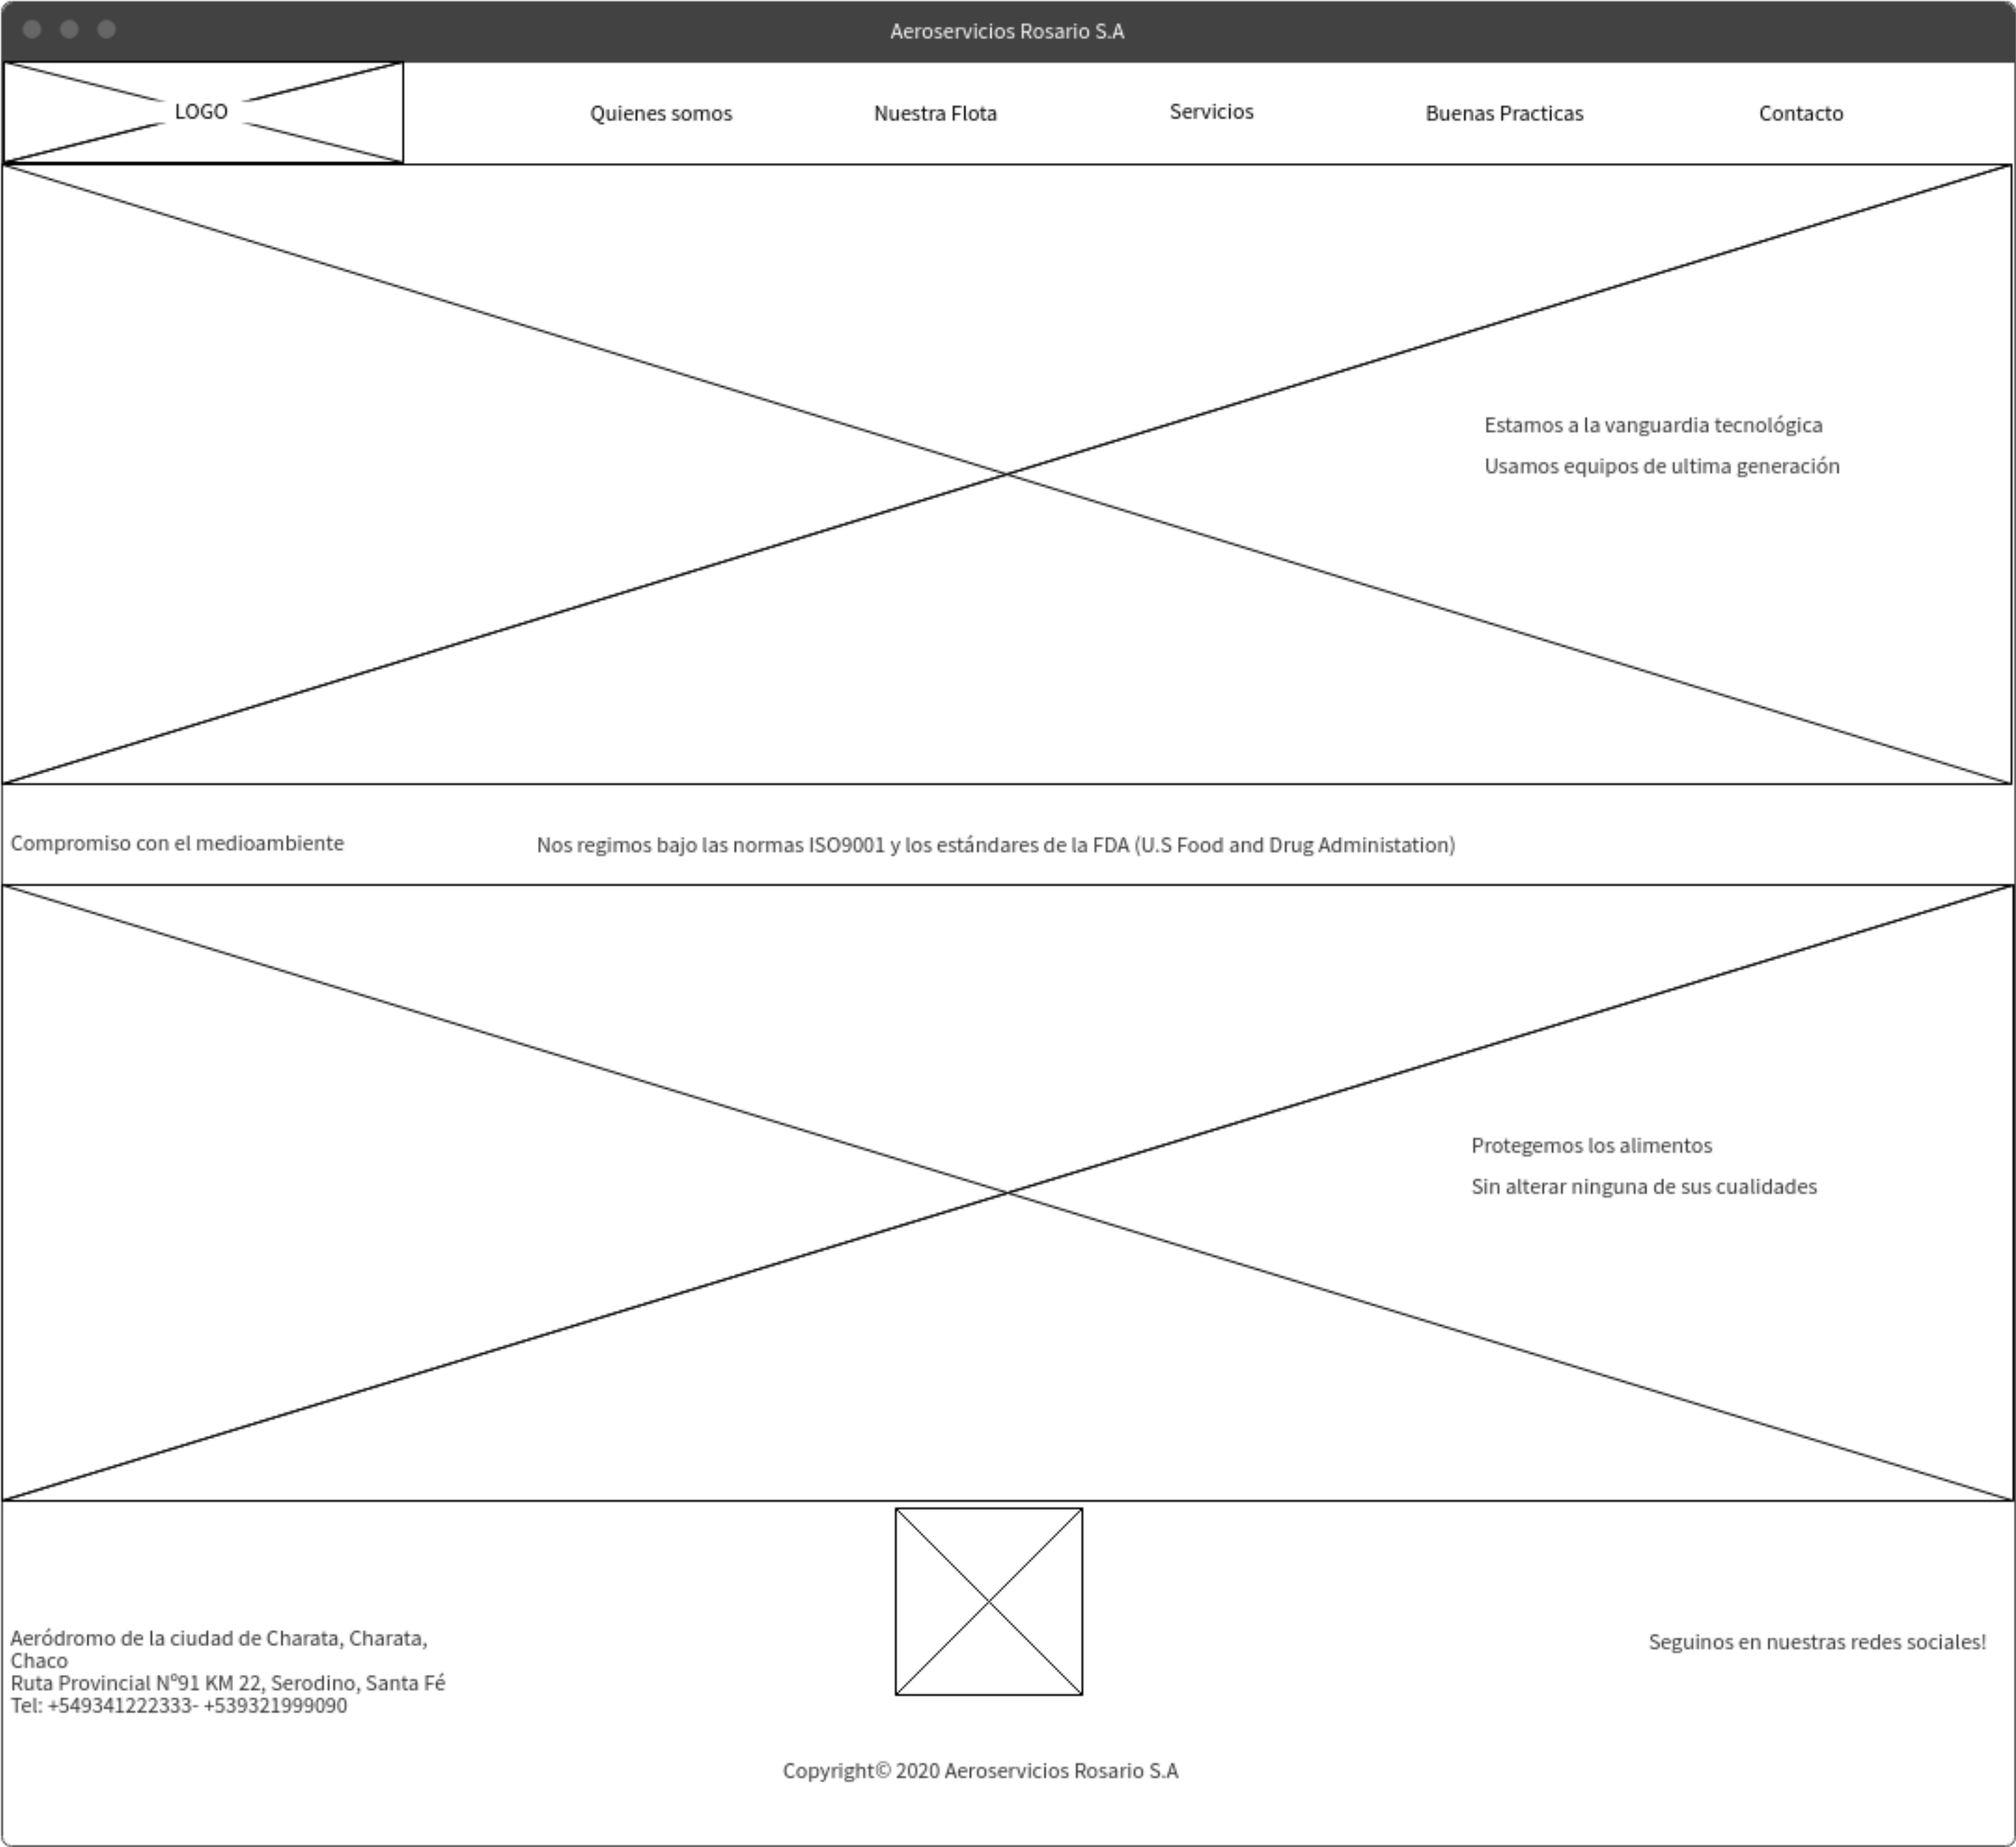 Aeroservicios Rosario S.A
LOGO
Quienes somos
Nuestra Flota
Servicios
Buenas Practicas
Contacto
Estamos a la vanguardia tecnológica
Usamos equipos de ultima generación
Compromiso con el medioambiente
Nos regimos bajo las normas ISO9001 y los estándares de la FDA (U.S Food and Drug Administation)
Protegemos los alimentos
Sin alterar ninguna de sus cualidades
Aeródromo de la ciudad de Charata, Charata,
Chaco
Ruta Provincial Nº91 KM 22, Serodino, Santa Fé
Tel: +549341222333- +539321999090
Seguinos en nuestras redes sociales!
Copyright© 2020 Aeroservicios Rosario S.A